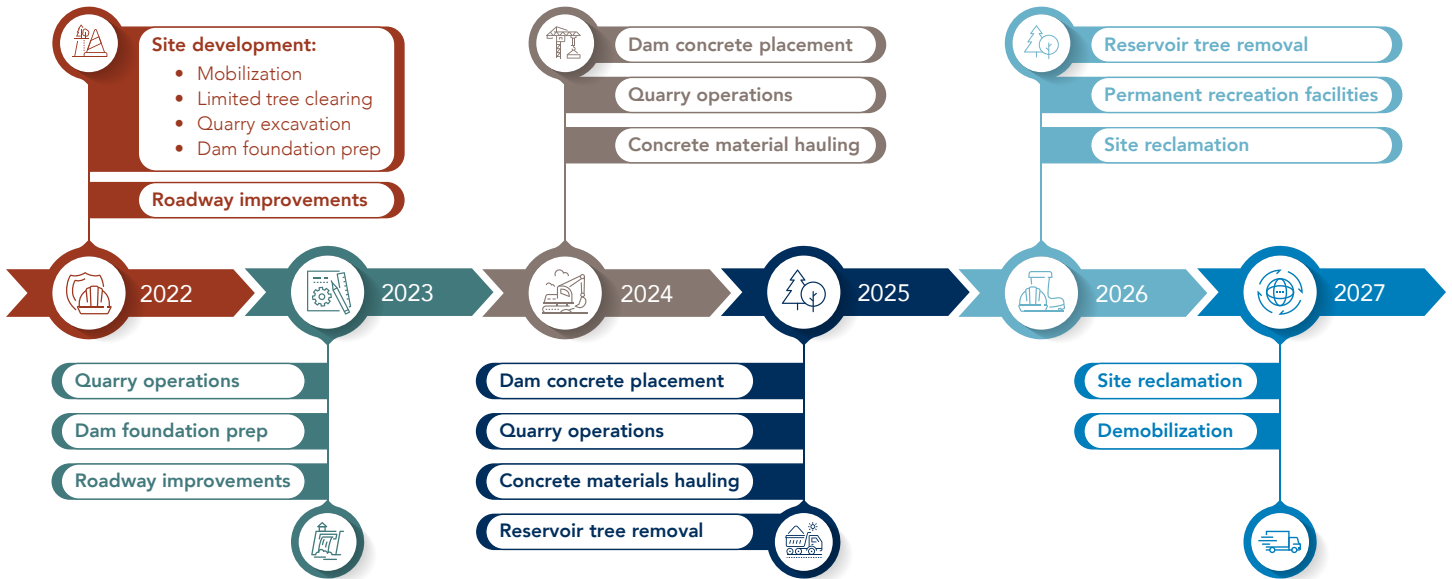 Site development:
• Mobilization
• Limited tree clearing
• Quarry excavation
• Dam foundation prep
Roadway improvements
Dam concrete placement
Quarry operations
Concrete material hauling
Reservoir tree removal
Permanent recreation facilities
Site reclamation
2022
2023
2024
2025
2026
2027
Quarry operations
Dam foundation prep
Roadway improvements
Dam concrete placement
Quarry operations
Concrete materials hauling
Reservoir tree removal
Site reclamation
Demobilization